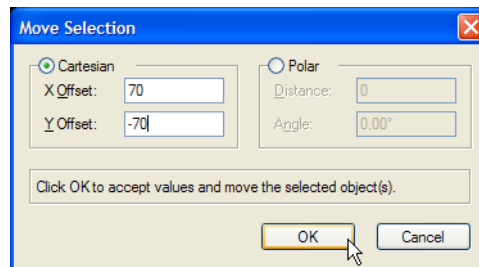 Move Selection
Cartesian
X Offset: 70
Y Offset: -70
Polar
Distance: 0
Angle: 0,00°
Click OK to accept values and move the selected object(s).
OK Cancel